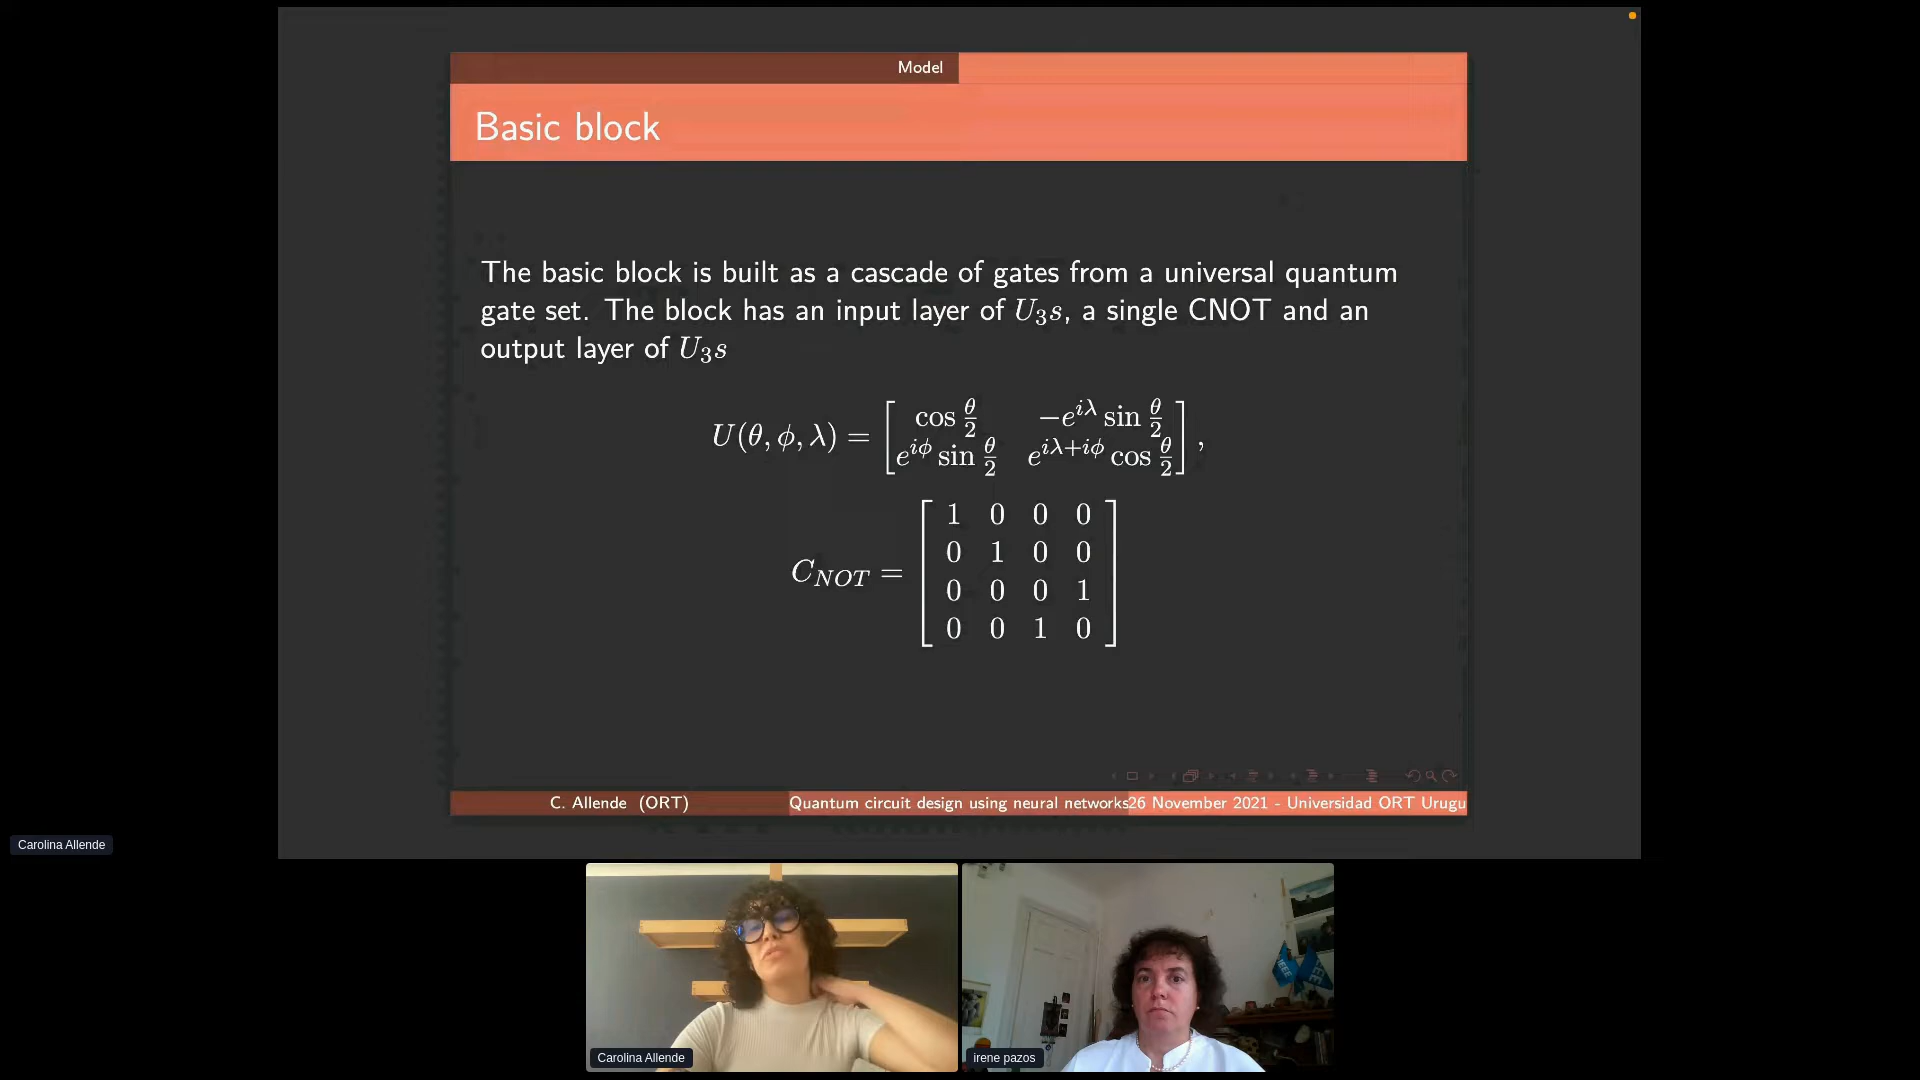 Model
Basic block
The basic block is built as a cascade of gates from a universal quantum
gate set. The block has an input layer of U₃s, a single CNOT and an
output layer of U₃s
U(θ, ϕ, λ) = [ cos θ/2   −e^{iλ} sin θ/2
e^{iϕ} sin θ/2   e^{iλ+iϕ} cos θ/2 ] ,
1 0 0 0
0 1 0 0
C_{NOT} =
0 0 0 1
0 0 1 0
C. Allende (ORT) Quantum circuit design using neural networks 26 November 2021 - Universidad ORT Urugu
Carolina Allende
Carolina Allende
irene pazos
IEEE